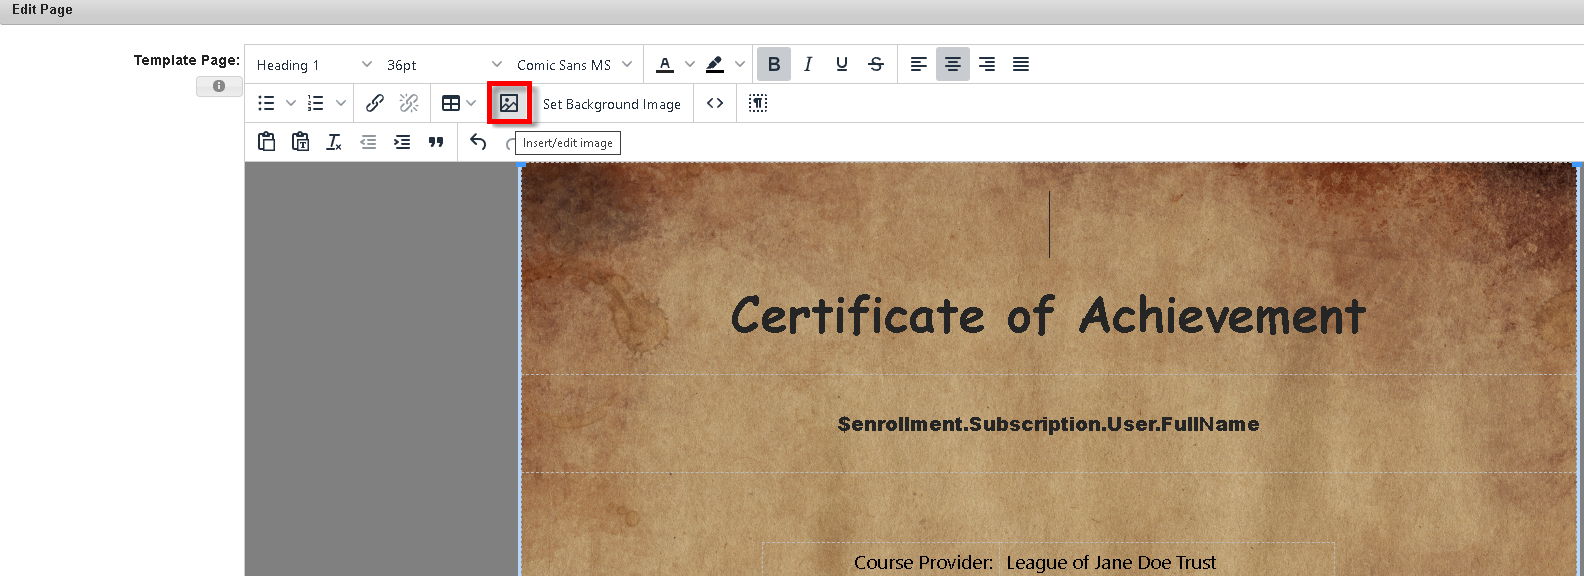 Edit Page
Template Page:
Heading 1 36pt Comic Sans MS A B I U S
Set Background Image
Insert/edit image
Certificate of Achievement
$enrollment.Subscription.User.FullName
Course Provider: League of Jane Doe Trust